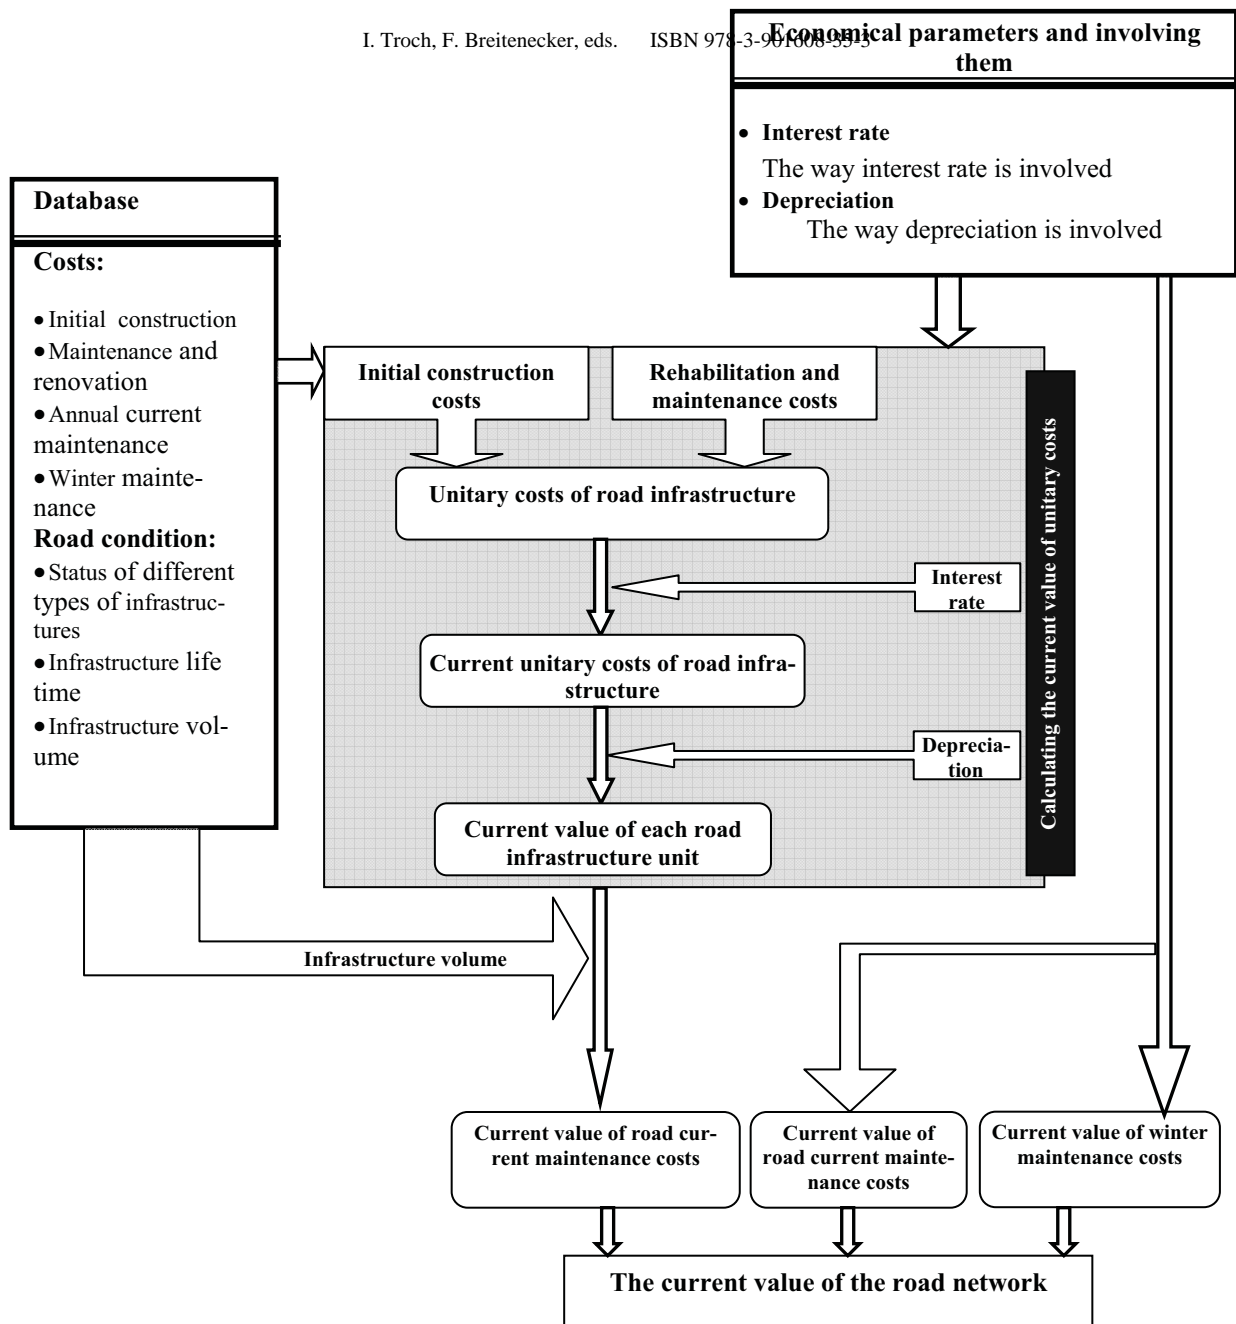 I. Troch, F. Breitenecker, eds. ISBN 978-3-901608-35-3
Economical parameters and involving
them
• Interest rate
The way interest rate is involved
• Depreciation
The way depreciation is involved
Database
Costs:
• Initial construction
• Maintenance and
renovation
• Annual current
maintenance
• Winter mainte-
nance
Road condition:
• Status of different
types of infrastruc-
tures
• Infrastructure life
time
• Infrastructure vol-
ume
Initial construction
costs
Rehabilitation and
maintenance costs
Unitary costs of road infrastructure
Interest
rate
Current unitary costs of road infra-
structure
Deprecia-
tion
Current value of each road
infrastructure unit
Calculating the current value of unitary costs
Infrastructure volume
Current value of road cur-
rent maintenance costs
Current value of
road current mainte-
nance costs
Current value of winter
maintenance costs
The current value of the road network